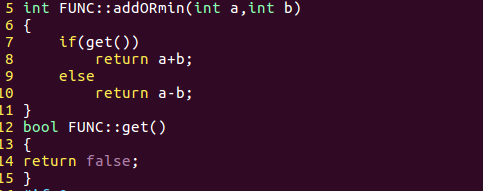 5 int FUNC::addORmin(int a,int b)
6 {
7     if(get())
8         return a+b;
9     else
10         return a-b;
11 }
12 bool FUNC::get()
13 {
14 return false;
15 }